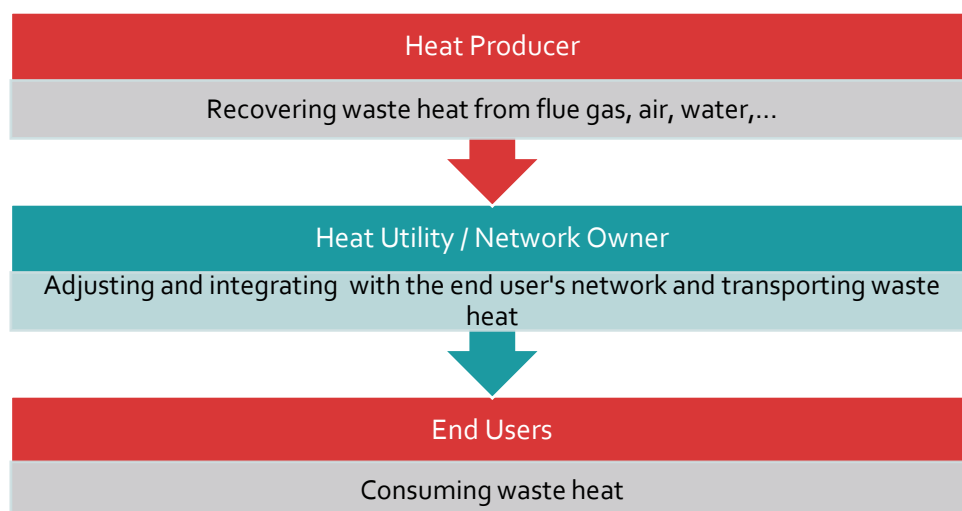 Heat Producer
Recovering waste heat from flue gas, air, water,...
Heat Utility / Network Owner
Adjusting and integrating  with the end user's network and transporting waste
heat
End Users
Consuming waste heat